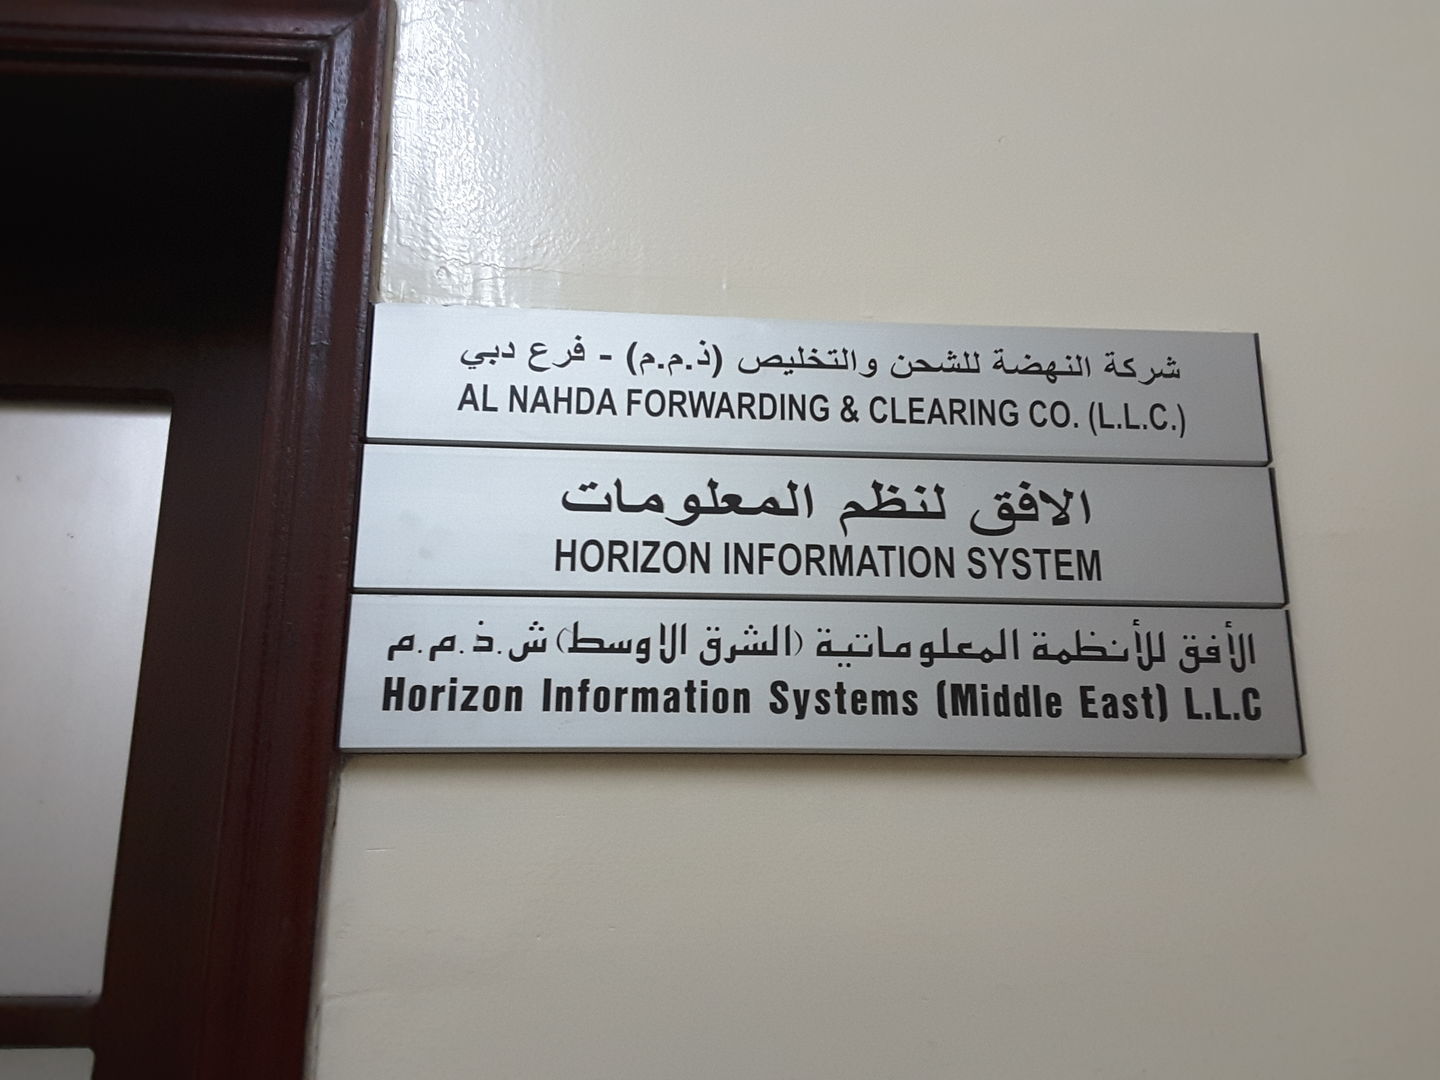 شركة النهضة للشحن والتخليص (ذ.م.م) - فرع دبي
AL NAHDA FORWARDING & CLEARING CO. (L.L.C.)
الافق لنظم المعلومات
HORIZON INFORMATION SYSTEM
الأفق للأنظمة المعلوماتية (الشرق الاوسط) ش.ذ.م.م
Horizon Information Systems (Middle East) L.L.C